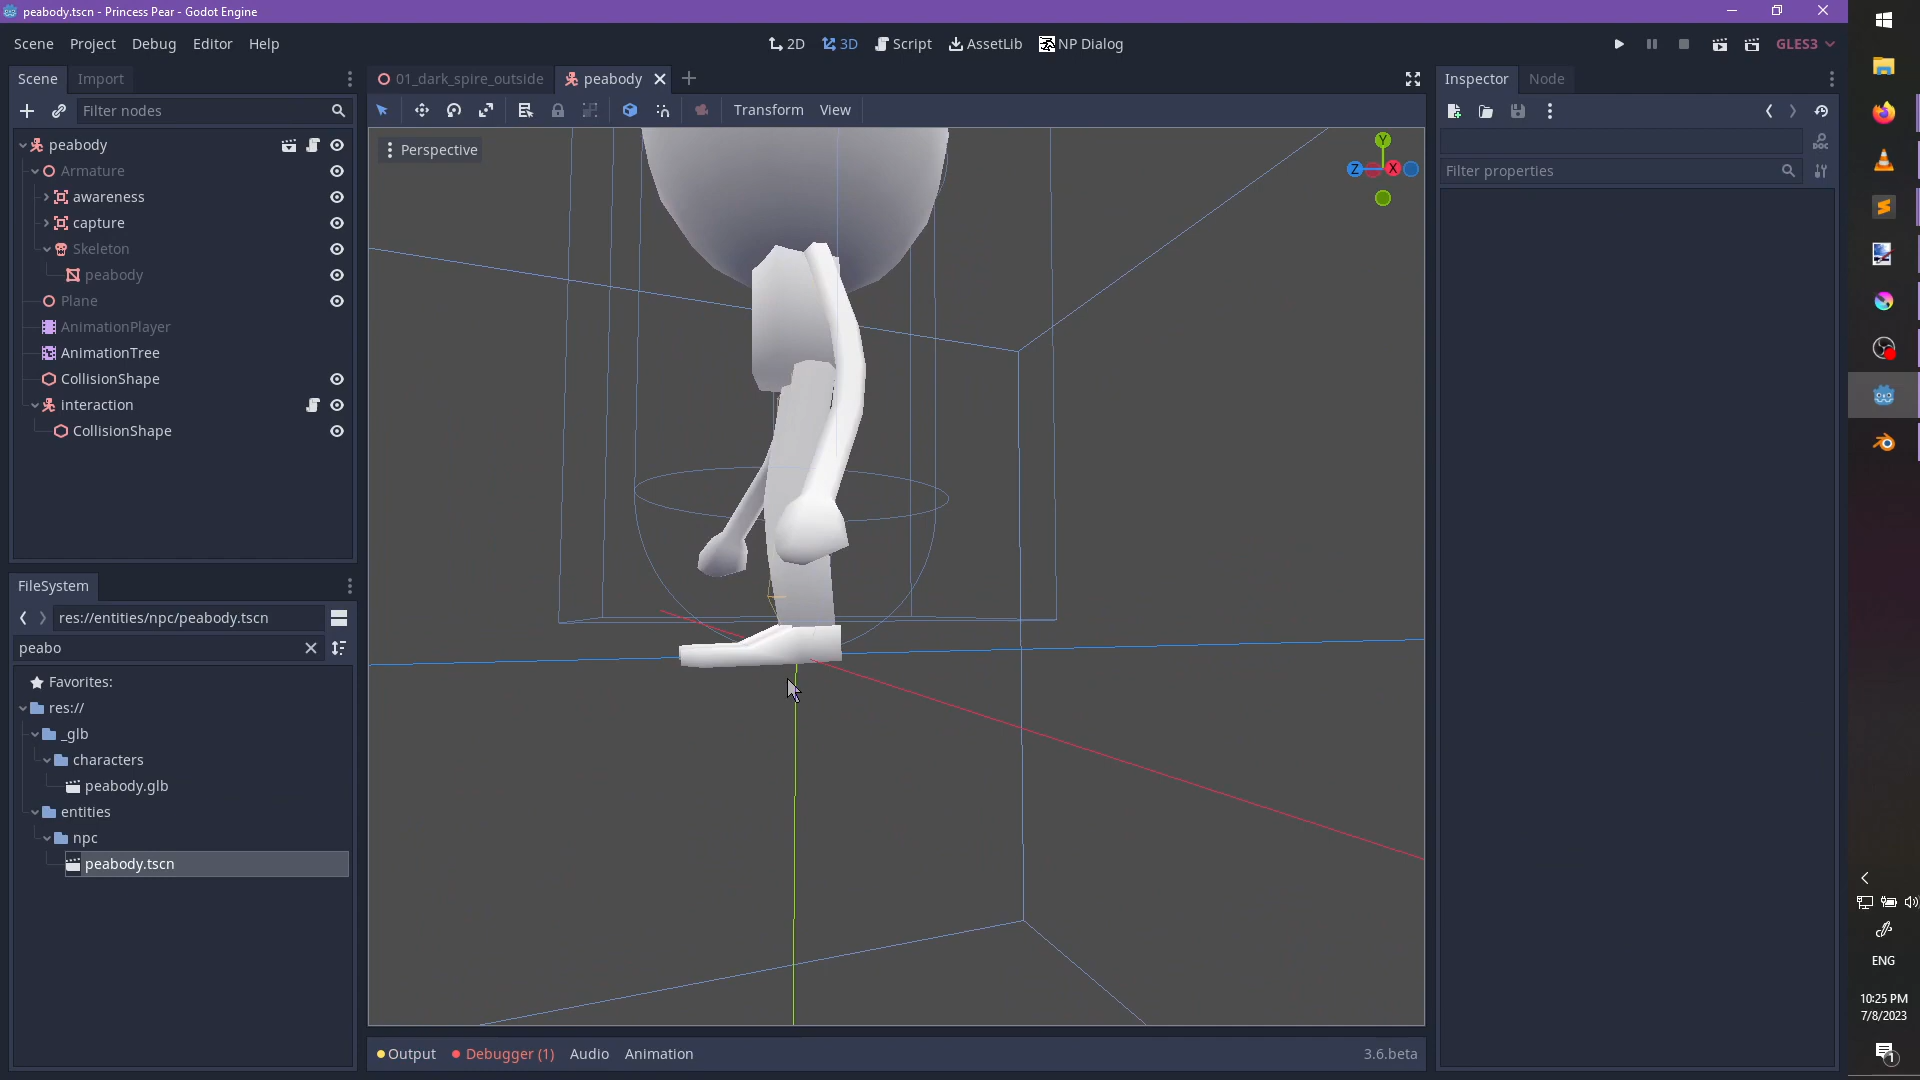 peabody.tscn - Princess Pear - Godot Engine
Scene Project Debug Editor Help
2D 3D Script AssetLib NP Dialog
GLES3
Scene Import
01_dark_spire_outside peabody
Inspector Node
Filter nodes
Transform View
Perspective
Y
Z X
DOC
Filter properties
peabody
Armature
awareness
capture
Skeleton
peabody
Plane
AnimationPlayer
AnimationTree
CollisionShape
interaction
CollisionShape
FileSystem
res://entities/npc/peabody.tscn
peabo
Favorites:
res://
_glb
characters
peabody.glb
entities
npc
peabody.tscn
Output Debugger (1) Audio Animation 3.6.beta
ENG
10:25 PM
7/8/2023
1